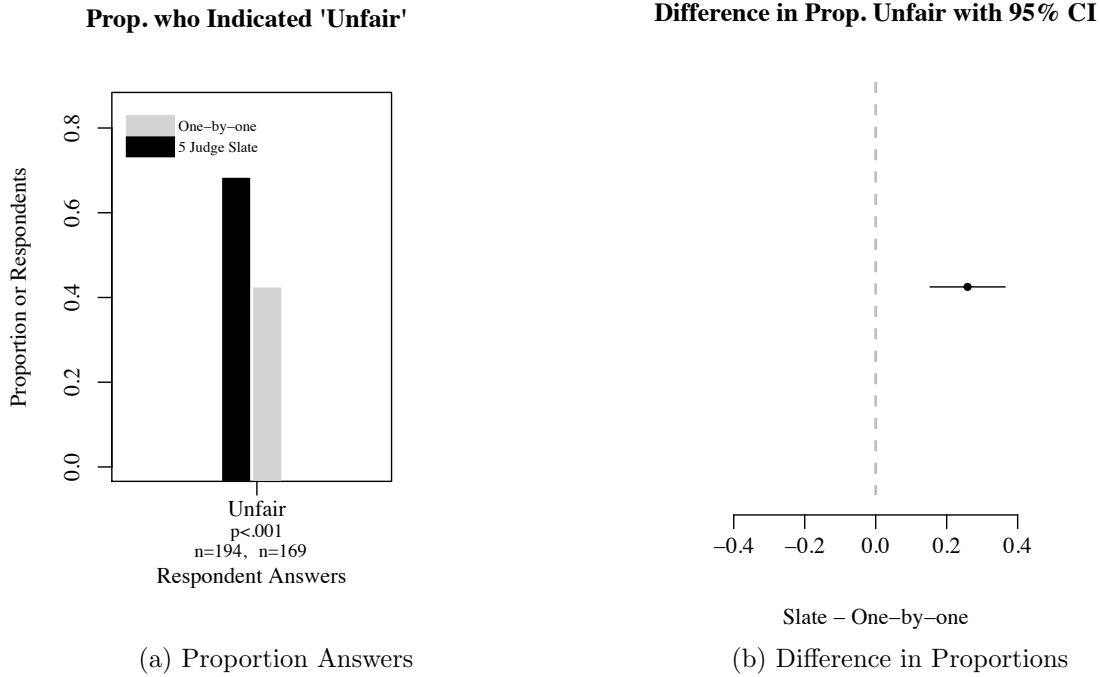 Prop. who Indicated 'Unfair'
Proportion or Respondents
0.8
0.6
0.4
0.2
0.0
One−by−one
5 Judge Slate
Unfair
p<.001
n=194, n=169
Respondent Answers
(a) Proportion Answers
Difference in Prop. Unfair with 95% CI
−0.4 −0.2 0.0 0.2 0.4
Slate − One−by−one
(b) Difference in Proportions